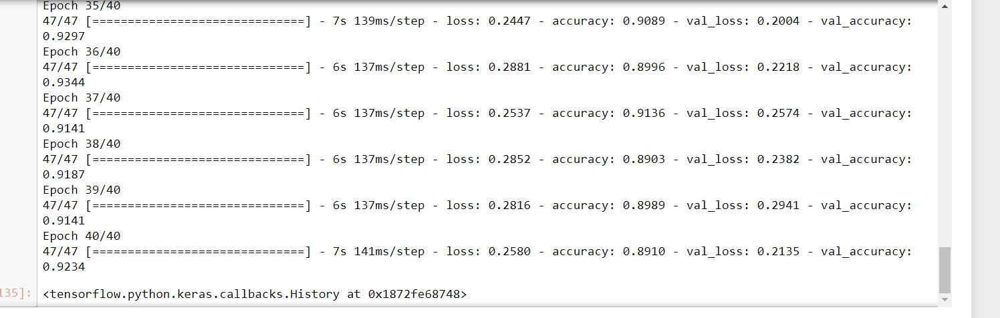 Epoch 35/40
47/47 [==============================] - 7s 139ms/step - loss: 0.2447 - accuracy: 0.9089 - val_loss: 0.2004 - val_accuracy:
0.9297
Epoch 36/40
47/47 [==============================] - 6s 137ms/step - loss: 0.2881 - accuracy: 0.8996 - val_loss: 0.2218 - val_accuracy:
0.9344
Epoch 37/40
47/47 [==============================] - 6s 137ms/step - loss: 0.2537 - accuracy: 0.9136 - val_loss: 0.2574 - val_accuracy:
0.9141
Epoch 38/40
47/47 [==============================] - 6s 137ms/step - loss: 0.2852 - accuracy: 0.8903 - val_loss: 0.2382 - val_accuracy:
0.9187
Epoch 39/40
47/47 [==============================] - 6s 137ms/step - loss: 0.2816 - accuracy: 0.8989 - val_loss: 0.2941 - val_accuracy:
0.9141
Epoch 40/40
47/47 [==============================] - 7s 141ms/step - loss: 0.2580 - accuracy: 0.8910 - val_loss: 0.2135 - val_accuracy:
0.9234
135]: <tensorflow.python.keras.callbacks.History at 0x1872fe68748>